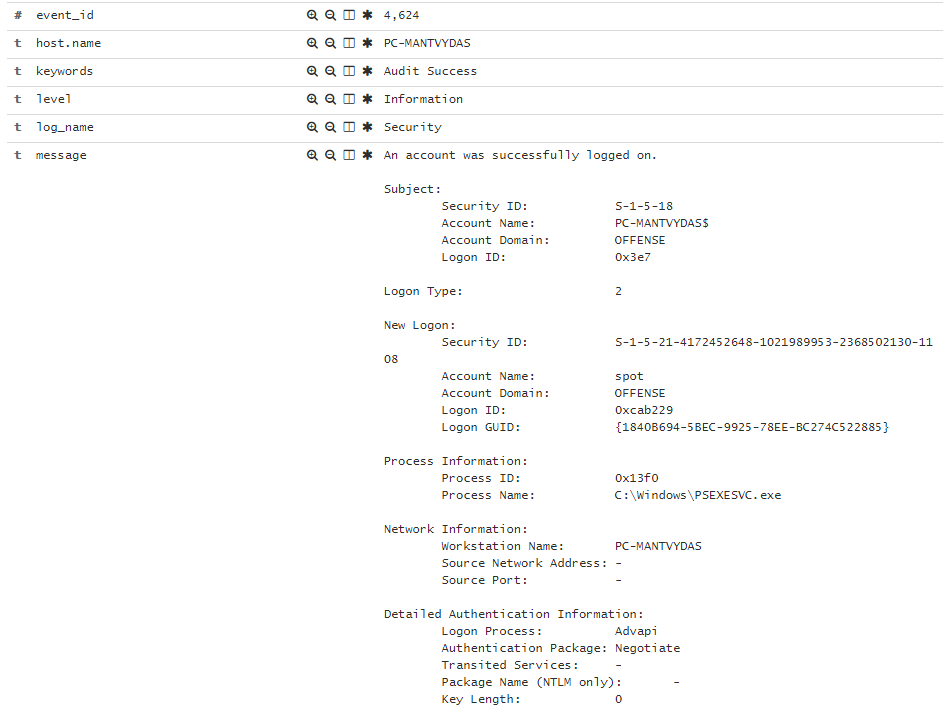 # event_id 4,624
t host.name PC-MANTVYDAS
t keywords Audit Success
t level Information
t log_name Security
t message An account was successfully logged on.
Subject:
Security ID: S-1-5-18
Account Name: PC-MANTVYDAS$
Account Domain: OFFENSE
Logon ID: 0x3e7
Logon Type: 2
New Logon:
Security ID: S-1-5-21-4172452648-1021989953-2368502130-11
08
Account Name: spot
Account Domain: OFFENSE
Logon ID: 0xcab229
Logon GUID: {1840B694-5BEC-9925-78EE-BC274C522885}
Process Information:
Process ID: 0x13f0
Process Name: C:\Windows\PSEXESVC.exe
Network Information:
Workstation Name: PC-MANTVYDAS
Source Network Address: -
Source Port: -
Detailed Authentication Information:
Logon Process: Advapi
Authentication Package: Negotiate
Transited Services: -
Package Name (NTLM only): -
Key Length: 0